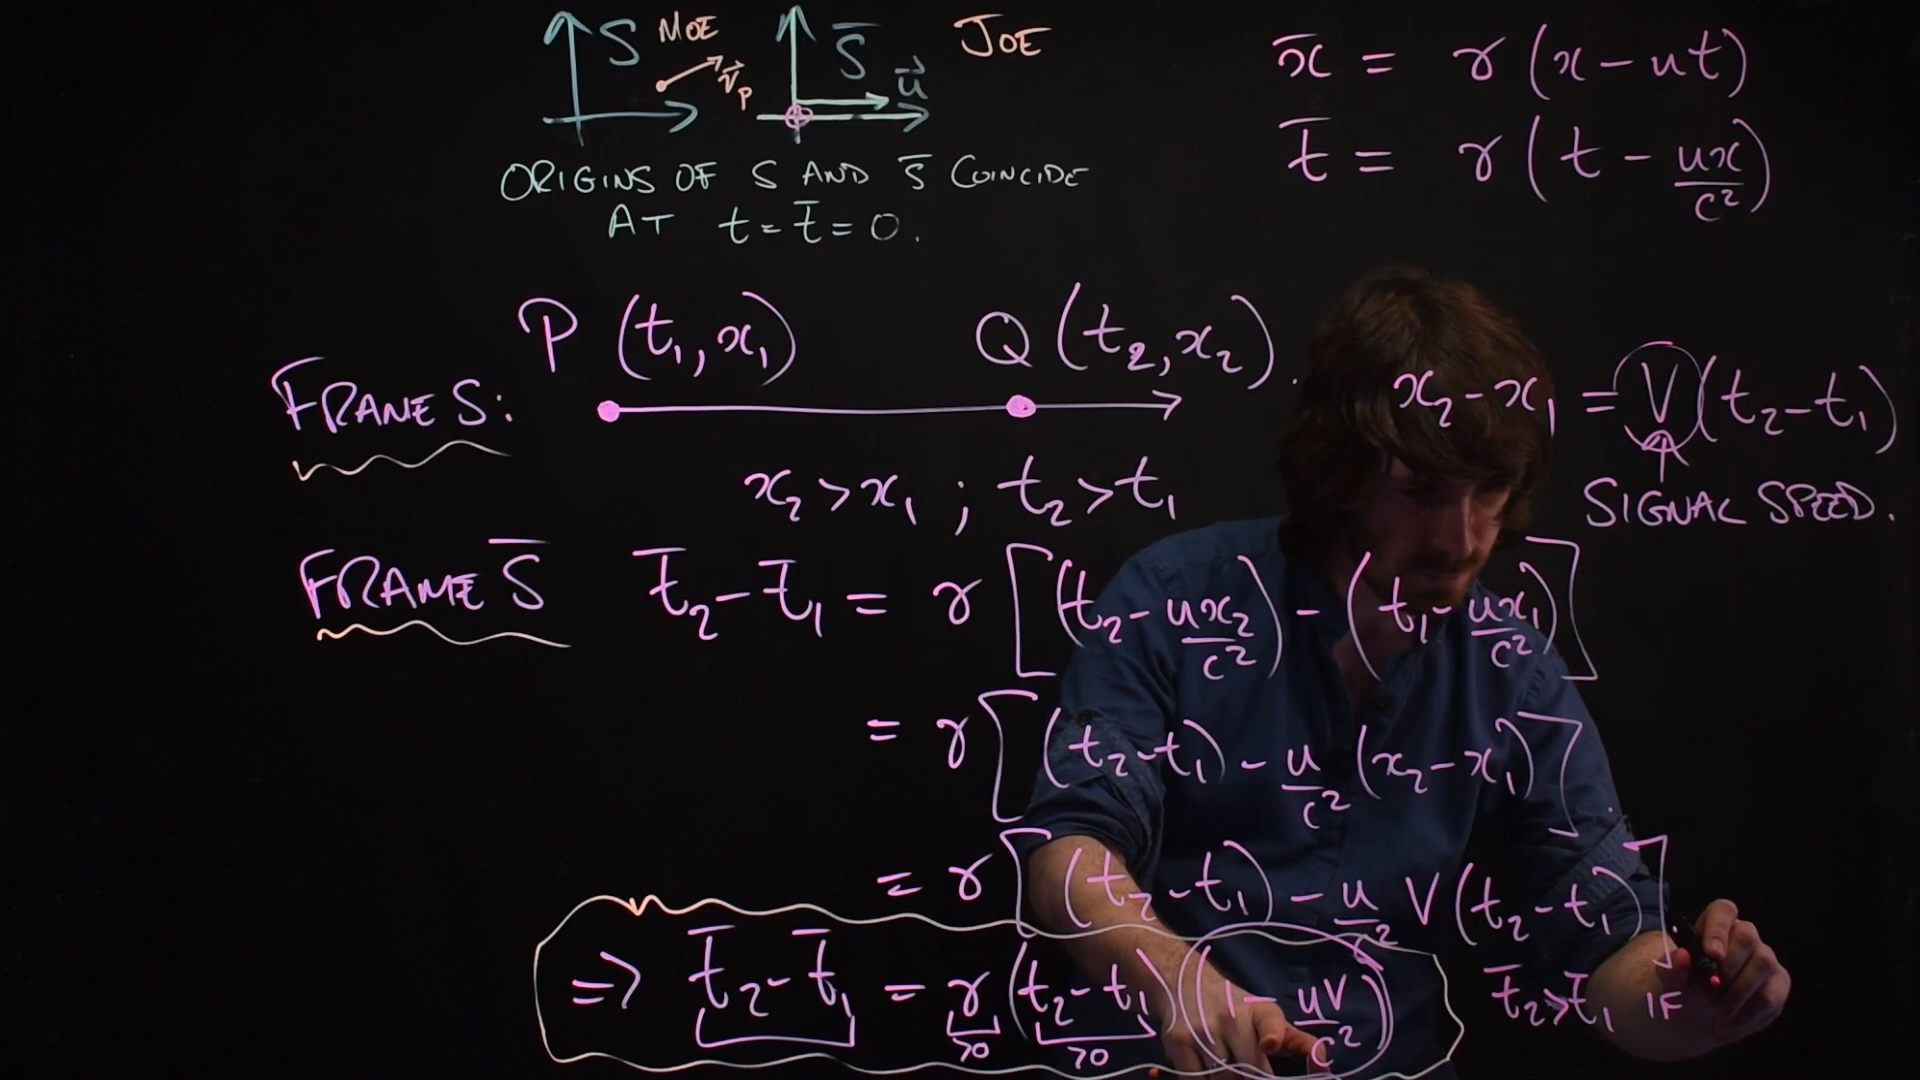 S MOE v⃗ₚ S̅ u⃗ JOE
ORIGINS OF S AND S̅ COINCIDE
AT t = t̅ = 0.
x̅ = γ(x - ut)
t̅ = γ(t - ux/c²)
P (t₁, x₁) Q (t₂, x₂).
FRAME S:
x₂ - x₁ = V(t₂ - t₁)
SIGNAL SPEED.
x₂ > x₁ ; t₂ > t₁
FRAME S̅ t̅₂ - t̅₁ = γ[(t₂ - ux₂/c²) - (t₁ - ux₁/c²)]
= γ[(t₂ - t₁) - u/c² (x₂ - x₁)].
= γ[(t₂ - t₁) - u/c² V(t₂ - t₁)].
⇒ t̅₂ - t̅₁ = γ(t₂ - t₁)(1 - uV/c²)
>0 >0
t̅₂ > t̅₁ IF